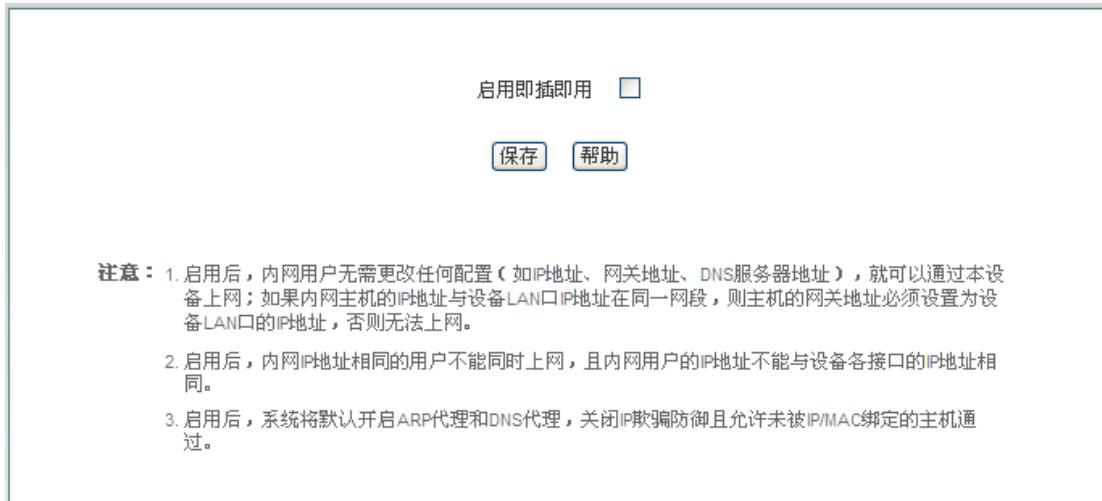 启用即插即用
保存 帮助
注意： 1. 启用后，内网用户无需更改任何配置（如IP地址、网关地址、DNS服务器地址），就可以通过本设
备上网；如果内网主机的IP地址与设备LAN口IP地址在同一网段，则主机的网关地址必须设置为设
备LAN口的IP地址，否则无法上网。
2. 启用后，内网IP地址相同的用户不能同时上网，且内网用户的IP地址不能与设备各接口的IP地址相
同。
3. 启用后，系统将默认开启ARP代理和DNS代理，关闭IP欺骗防御且允许未被IP/MAC绑定的主机通
过。